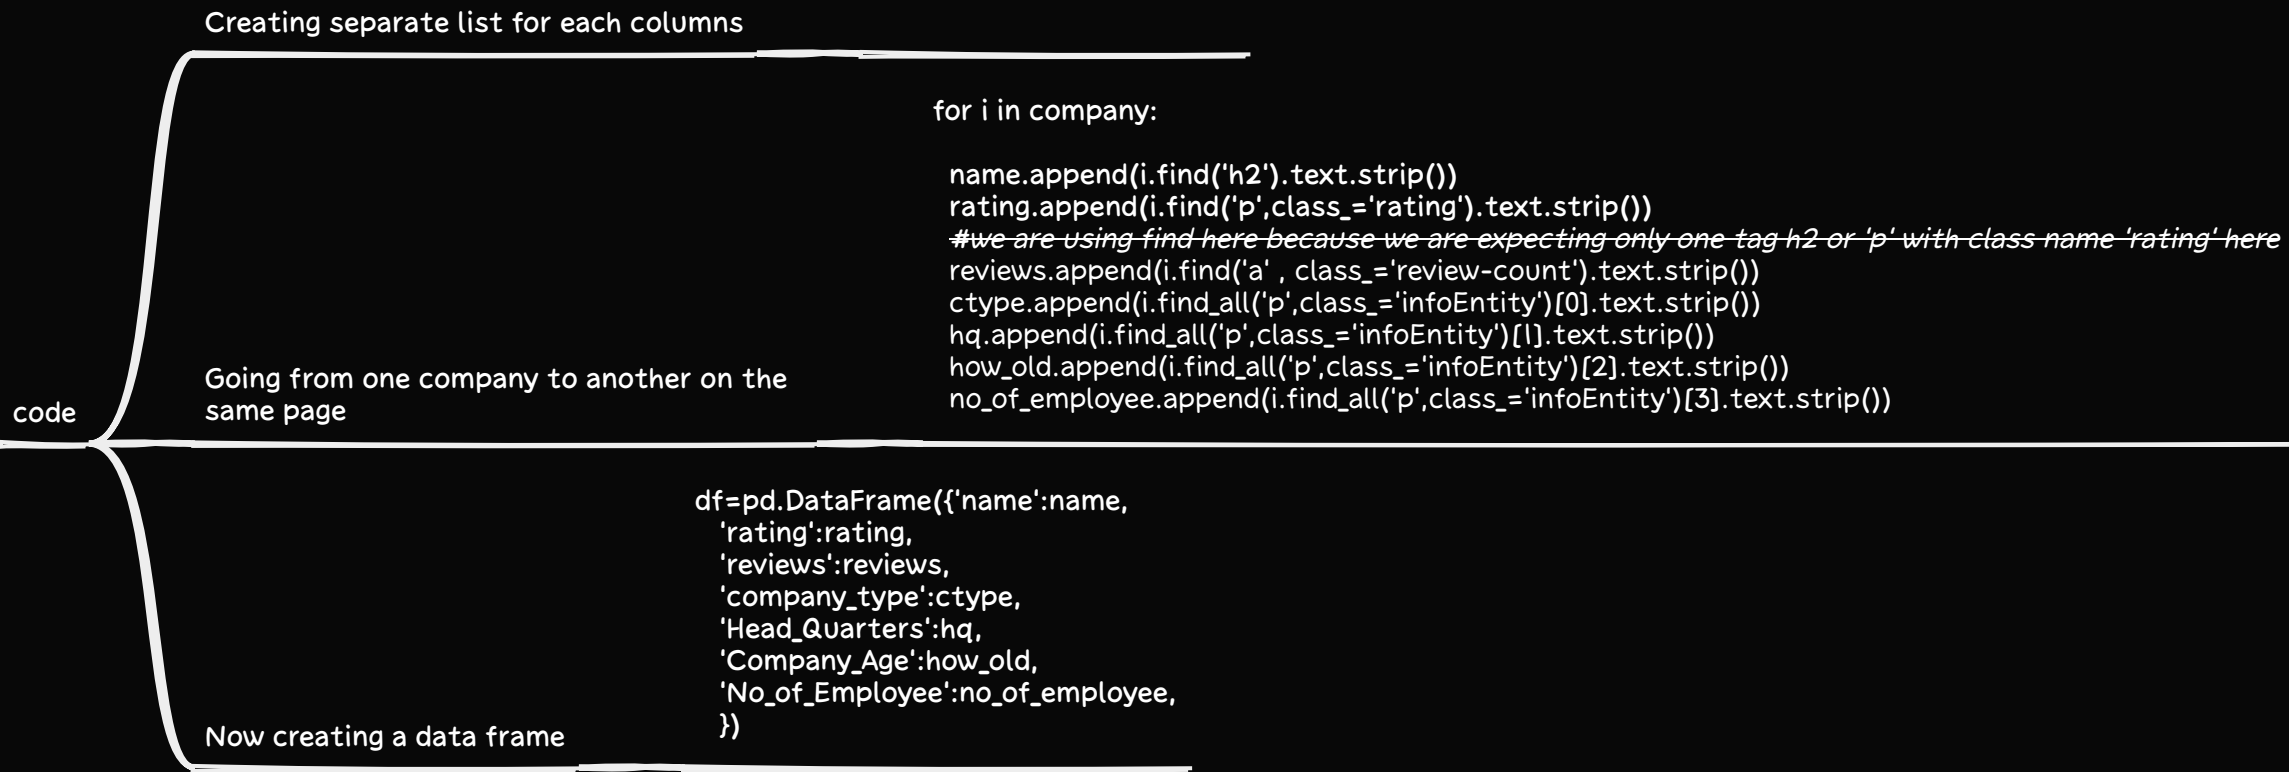 Creating separate list for each columns
for i in company:
name.append(i.find('h2').text.strip())
rating.append(i.find('p',class_='rating').text.strip())
#we are using find here because we are expecting only one tag h2 or 'p' with class name 'rating' here
reviews.append(i.find('a' , class_='review-count').text.strip())
ctype.append(i.find_all('p',class_='infoEntity')[0].text.strip())
hq.append(i.find_all('p',class_='infoEntity')[1].text.strip())
how_old.append(i.find_all('p',class_='infoEntity')[2].text.strip())
no_of_employee.append(i.find_all('p',class_='infoEntity')[3].text.strip())
Going from one company to another on the
same page
code
df=pd.DataFrame({'name':name,
'rating':rating,
'reviews':reviews,
'company_type':ctype,
'Head_Quarters':hq,
'Company_Age':how_old,
'No_of_Employee':no_of_employee,
})
Now creating a data frame